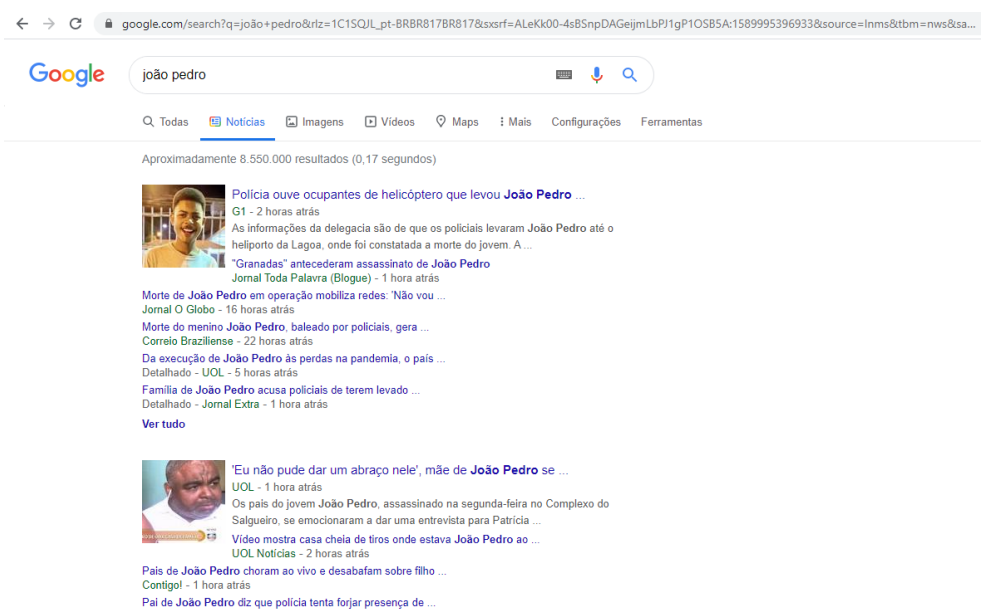 google.com/search?q=joão+pedro&rlz=1C1SQJL_pt-BRBR817BR817&sxsrf=ALeKk00-4sBSnpDAGeijmLbPJ1gP1OSB5A:1589995396933&source=lnms&tbm=nws&sa...
Google
joão pedro
Todas Notícias Imagens Vídeos Maps Mais Configurações Ferramentas
Aproximadamente 8.550.000 resultados (0,17 segundos)
Polícia ouve ocupantes de helicóptero que levou João Pedro ...
G1 - 2 horas atrás
As informações da delegacia são de que os policiais levaram João Pedro até o
heliporto da Lagoa, onde foi constatada a morte do jovem. A ...
"Granadas" antecederam assassinato de João Pedro
Jornal Toda Palavra (Blogue) - 1 hora atrás
Morte de João Pedro em operação mobiliza redes: 'Não vou ...
Jornal O Globo - 16 horas atrás
Morte do menino João Pedro, baleado por policiais, gera ...
Correio Braziliense - 22 horas atrás
Da execução de João Pedro às perdas na pandemia, o país ...
Detalhado - UOL - 5 horas atrás
Família de João Pedro acusa policiais de terem levado ...
Detalhado - Jornal Extra - 1 hora atrás
Ver tudo
'Eu não pude dar um abraço nele', mãe de João Pedro se ...
UOL - 1 hora atrás
Os pais do jovem João Pedro, assassinado na segunda-feira no Complexo do
Salgueiro, se emocionaram a dar uma entrevista para Patrícia ...
Vídeo mostra casa cheia de tiros onde estava João Pedro ao ...
UOL Notícias - 2 horas atrás
Pais de João Pedro choram ao vivo e desabafam sobre filho ...
Contigo! - 1 hora atrás
Pai de João Pedro diz que polícia tenta forjar presença de ...